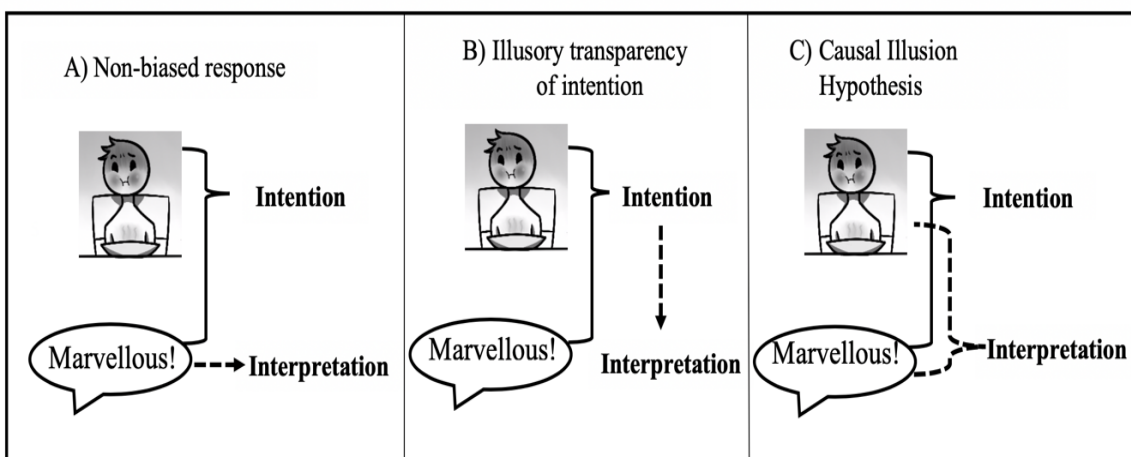 A) Non-biased response
Intention
Marvellous!
Interpretation
B) Illusory transparency
of intention
Intention
Marvellous!
Interpretation
C) Causal Illusion
Hypothesis
Intention
Marvellous!
Interpretation